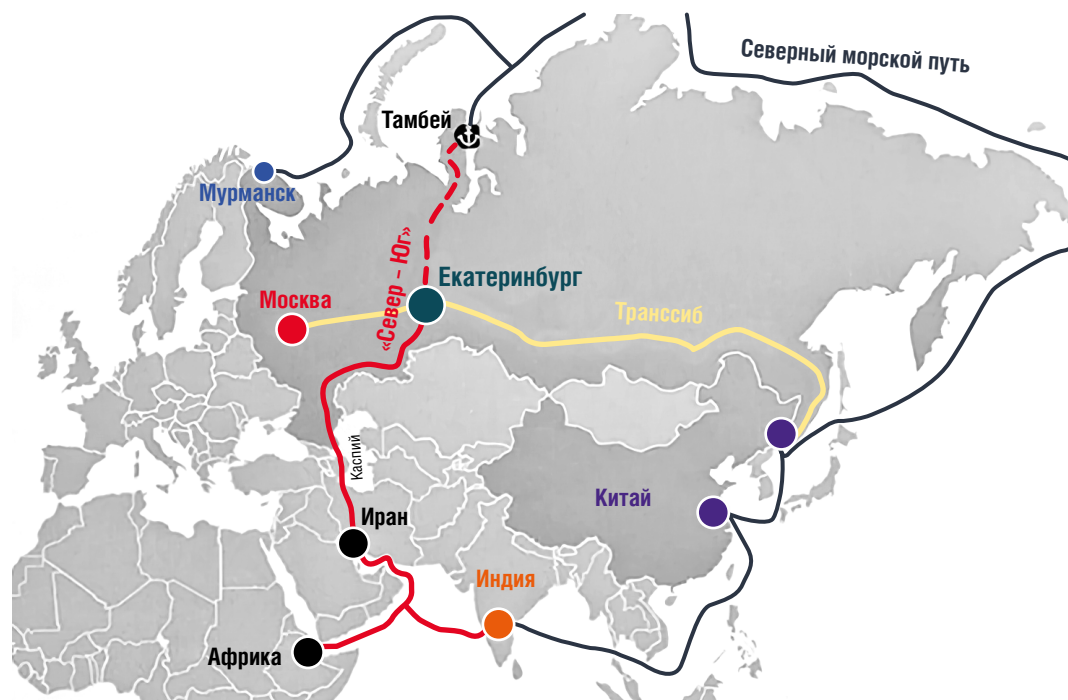 Северный морской путь
Тамбей
Мурманск
«Север – Юг»
Екатеринбург
Москва
Транссиб
Каспий
Китай
Иран
Индия
Африка